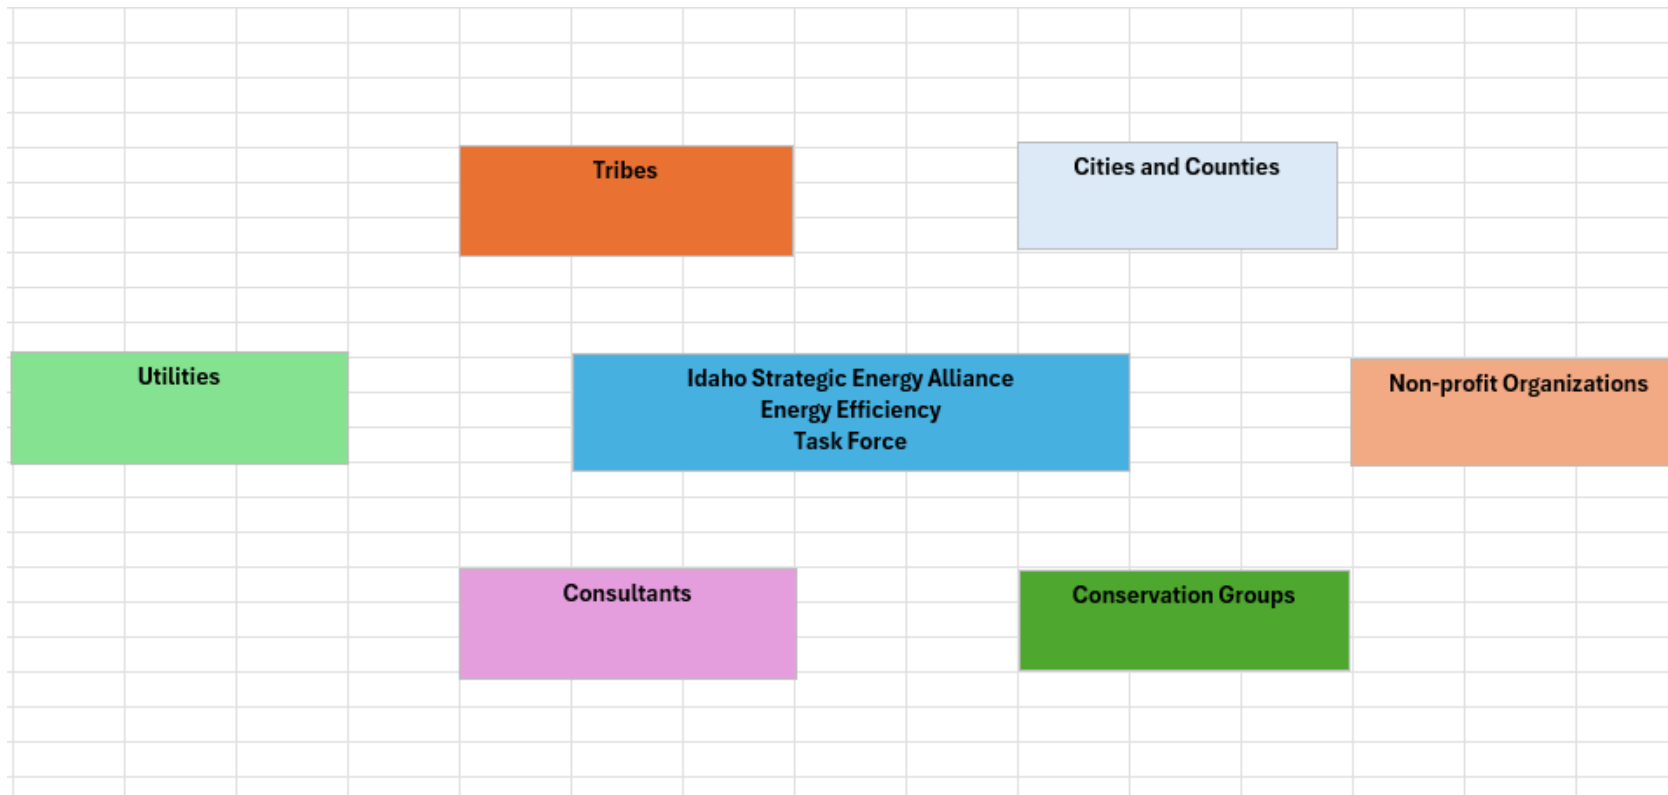 Tribes
Cities and Counties
Utilities
Idaho Strategic Energy Alliance
Energy Efficiency
Task Force
Non-profit Organizations
Consultants
Conservation Groups